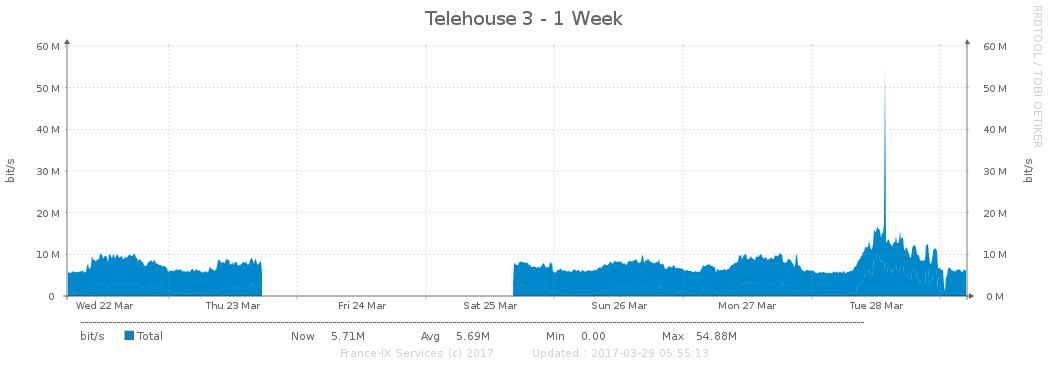 Telehouse 3 - 1 Week
RRDTOOL / TOBI OETIKER
60 M 60 M
50 M 50 M
40 M 40 M
30 M 30 M
20 M 20 M
10 M 10 M
0 0 M
bit/s bit/s
Wed 22 Mar Thu 23 Mar Fri 24 Mar Sat 25 Mar Sun 26 Mar Mon 27 Mar Tue 28 Mar
bit/s Total Now 5.71M Avg 5.69M Min 0.00 Max 54.88M
France-IX Services (c) 2017 Updated : 2017-03-29 05:55:13